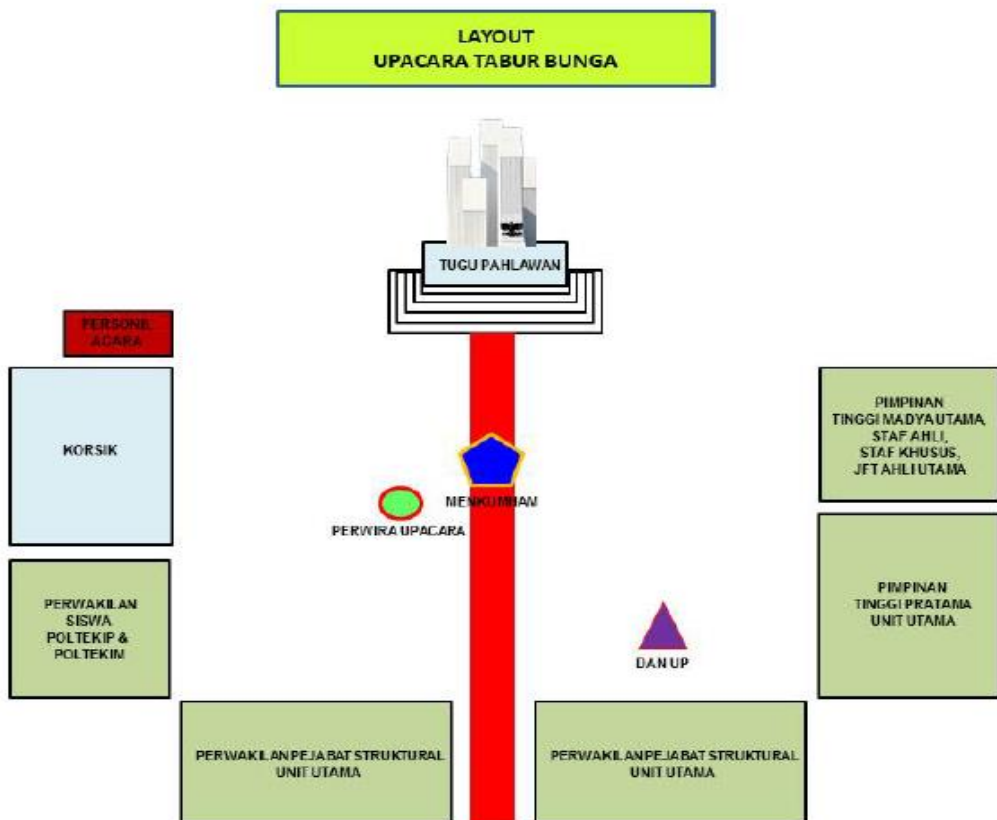 LAYOUT
UPACARA TABUR BUNGA
TUGU PAHLAWAN
PERSONIL
ACARA
KORSIK
PIMPINAN
TINGGI MADYA UTAMA,
STAF AHLI,
STAF KHUSUS,
JFT AHLI UTAMA
MENKUMHAM
PERWIRA UPACARA
PERWAKILAN
SISWA
POLTEKIP &
POLTEKIM
PIMPINAN
TINGGI PRATAMA
UNIT UTAMA
DAN UP
PERWAKILAN PEJABAT STRUKTURAL
UNIT UTAMA
PERWAKILAN PEJABAT STRUKTURAL
UNIT UTAMA